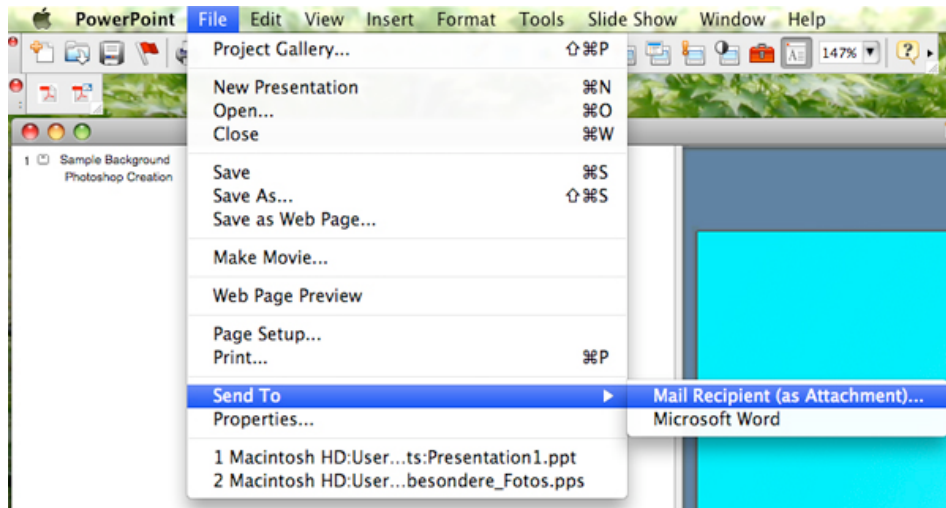 PowerPoint File Edit View Insert Format Tools Slide Show Window Help
147%
1 Sample Background
Photoshop Creation
Project Gallery... ⇧⌘P
New Presentation ⌘N
Open... ⌘O
Close ⌘W
Save ⌘S
Save As... ⇧⌘S
Save as Web Page...
Make Movie...
Web Page Preview
Page Setup...
Print... ⌘P
Send To
Mail Recipient (as Attachment)...
Properties...
Microsoft Word
1 Macintosh HD:User...ts:Presentation1.ppt
2 Macintosh HD:User...besondere_Fotos.pps